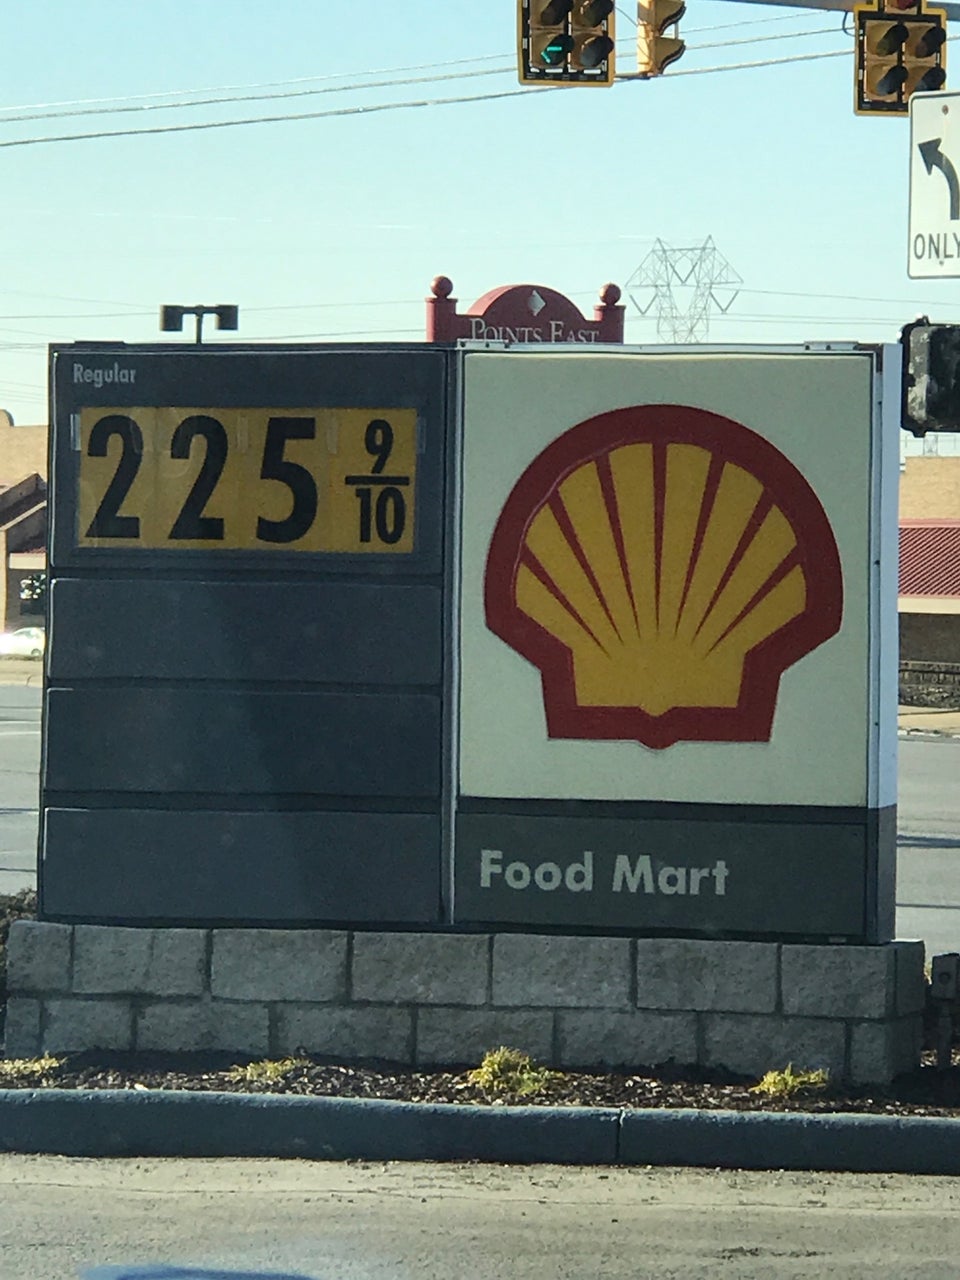 ONLY
POINTS EAST
Regular
225 9/10
Food Mart